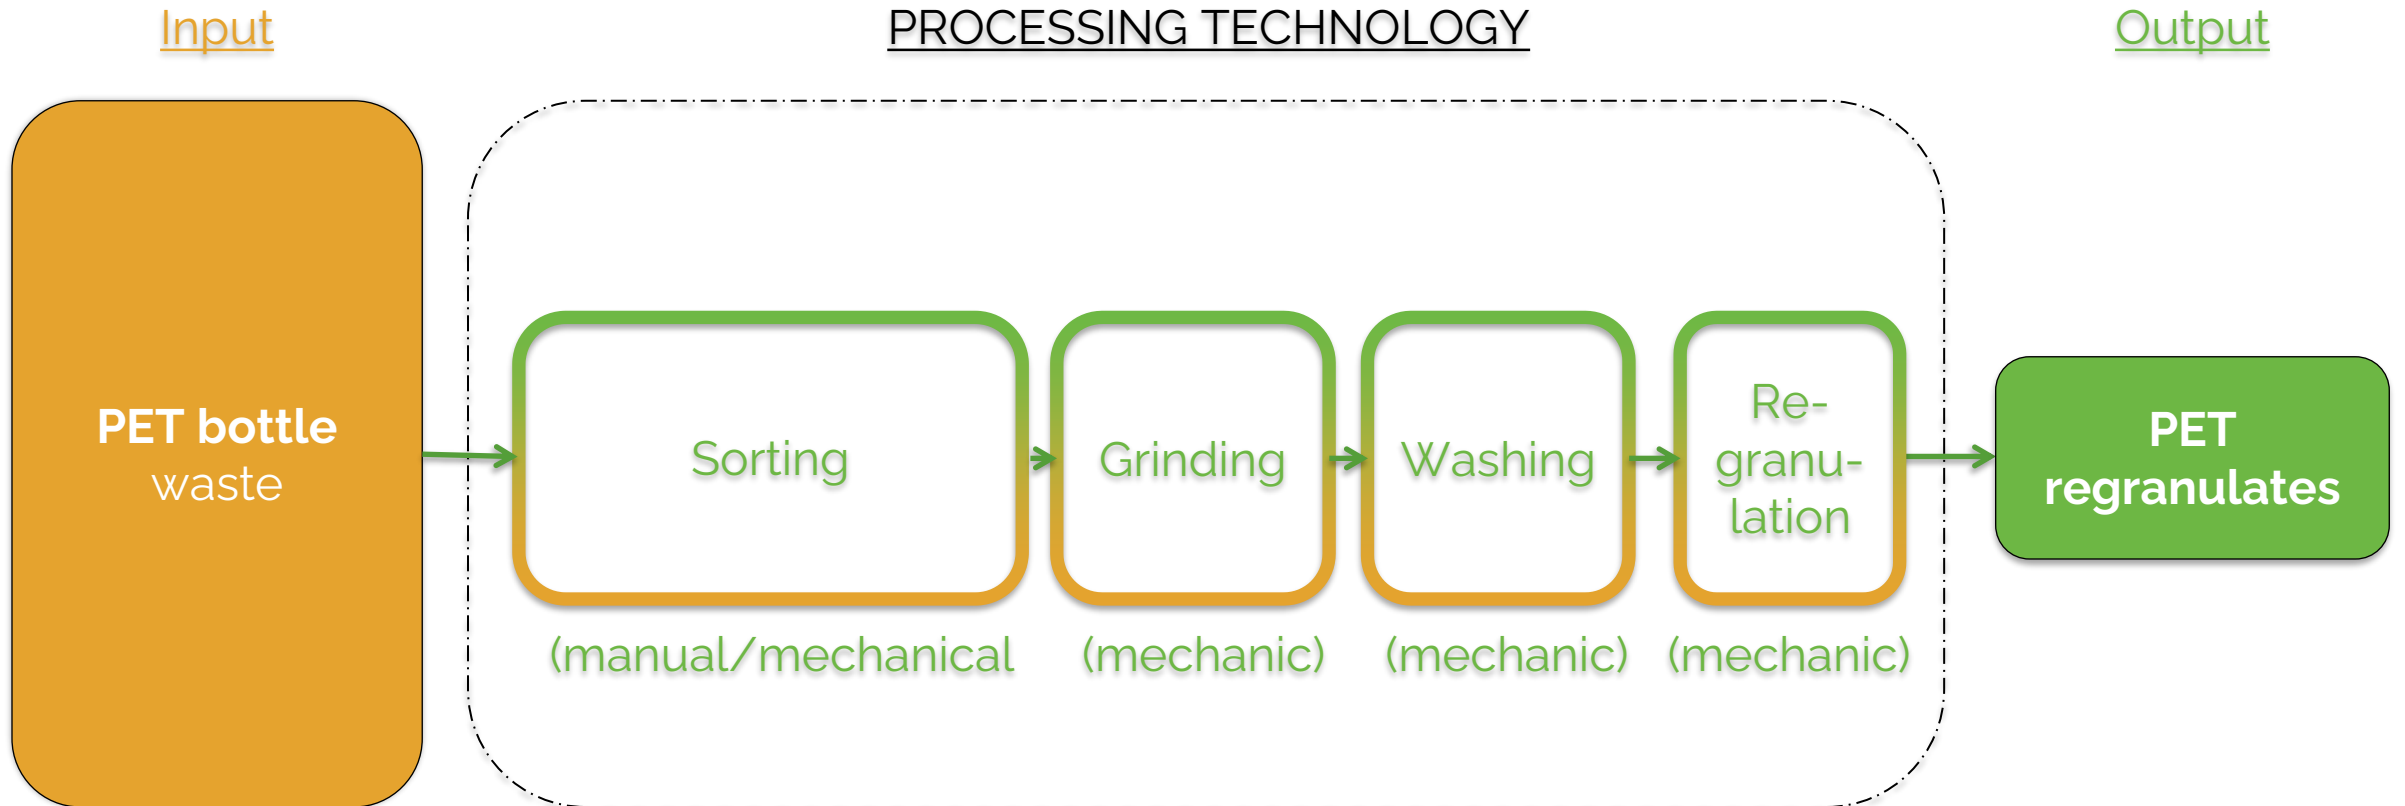 Input
PROCESSING TECHNOLOGY
Output
PET bottle
waste
Sorting
Grinding
Washing
Re-
granu-
lation
PET
regranulates
(manual/mechanical
(mechanic)
(mechanic)
(mechanic)